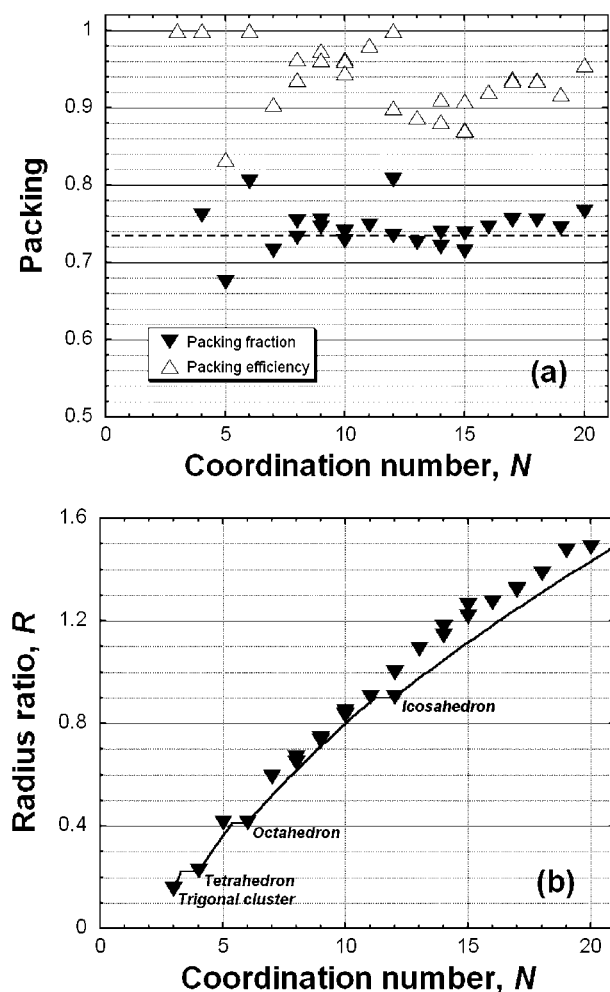 1
0.9
0.8
0.7
0.6
0.5
Packing
Packing fraction
Packing efficiency
(a)
0 5 10 15 20
Coordination number, N
1.6
1.2
0.8
0.4
0
Radius ratio, R
Icosahedron
Octahedron
Tetrahedron
Trigonal cluster
(b)
0 5 10 15 20
Coordination number, N